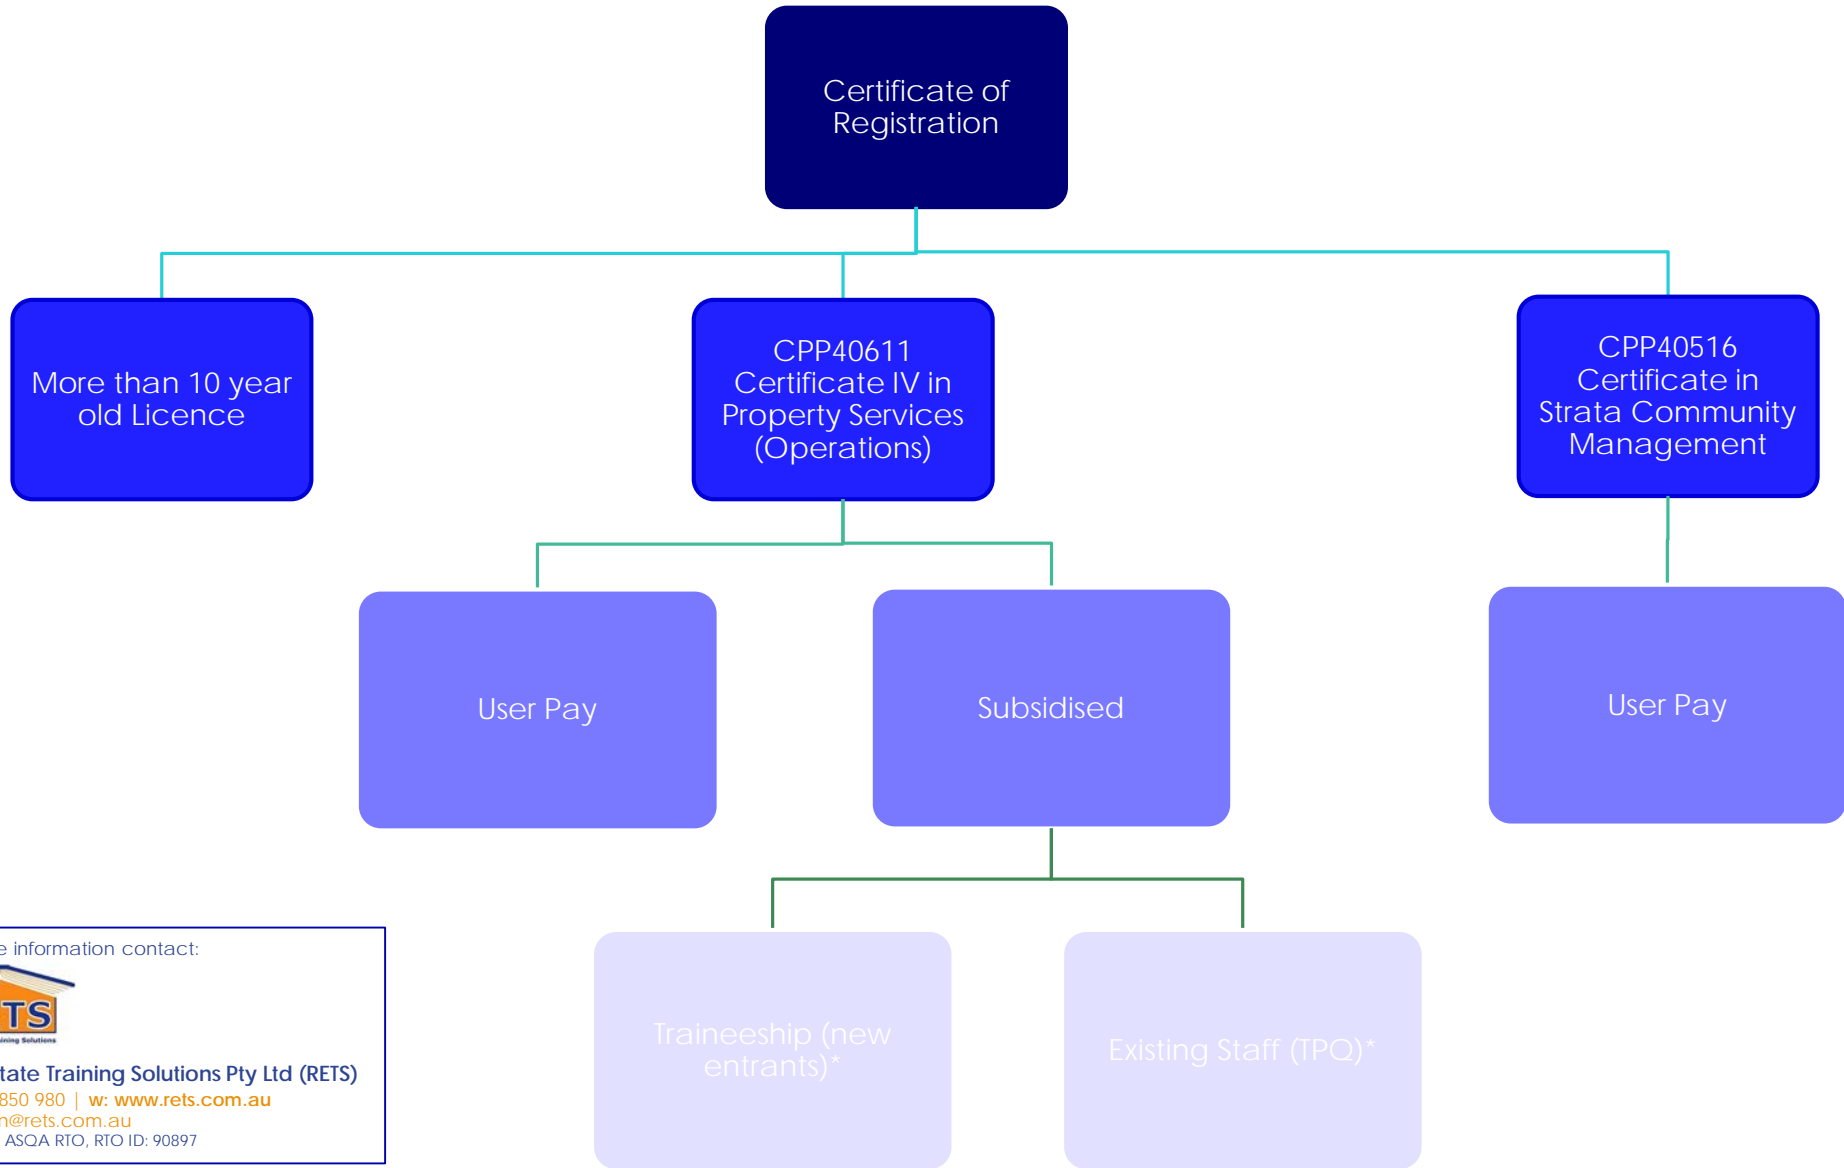 Certificate of
Registration
More than 10 year
old Licence
CPP40611
Certificate IV in
Property Services
(Operations)
CPP40516
Certificate in
Strata Community
Management
User Pay
Subsidised
User Pay
Traineeship (new
entrants)*
Existing Staff (TPQ)*
e information contact:
TS
ining Solutions
tate Training Solutions Pty Ltd (RETS)
850 980 | w: www.rets.com.au
n@rets.com.au
ASQA RTO, RTO ID: 90897